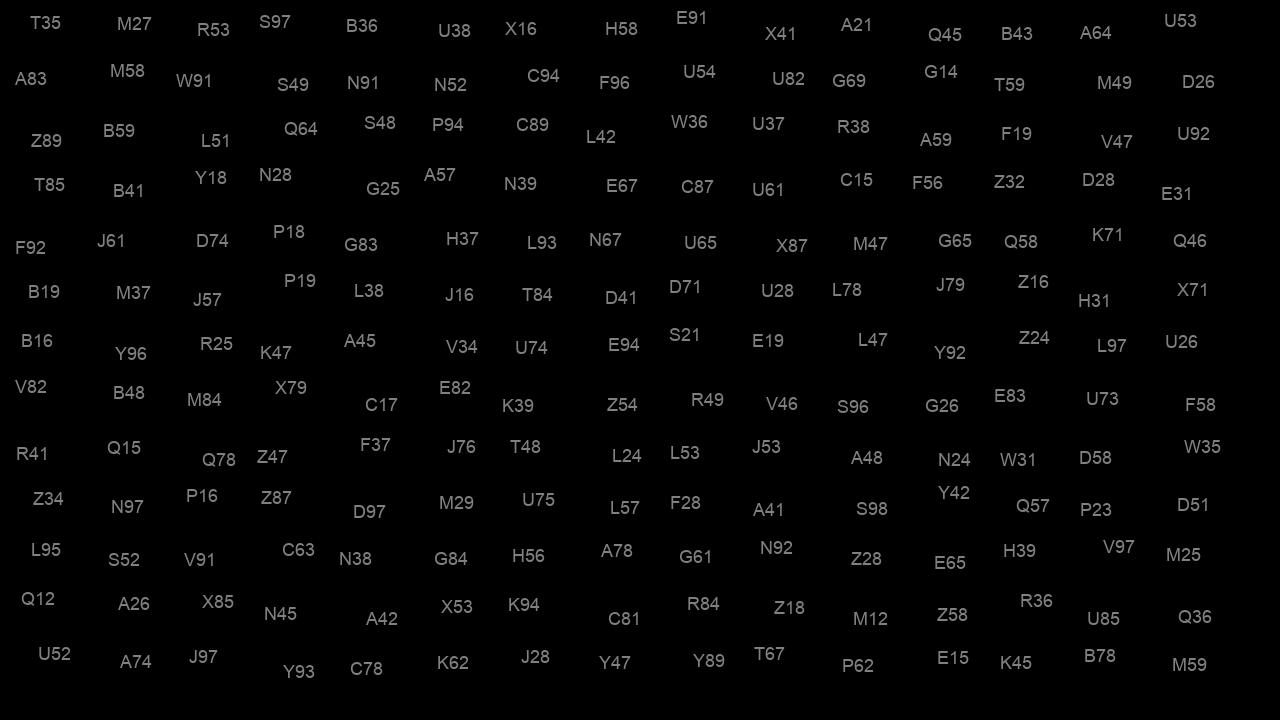 T35 M27 R53 S97 B36 U38 X16 H58 E91 X41 A21 Q45 B43 A64 U53
A83 M58 W91 S49 N91 N52 C94 F96 U54 U82 G69 G14 T59 M49 D26
Z89 B59 L51 Q64 S48 P94 C89 L42 W36 U37 R38 A59 F19 V47 U92
T85 B41 Y18 N28 G25 A57 N39 E67 C87 U61 C15 F56 Z32 D28 E31
F92 J61 D74 P18 G83 H37 L93 N67 U65 X87 M47 G65 Q58 K71 Q46
B19 M37 J57 P19 L38 J16 T84 D41 D71 U28 L78 J79 Z16 H31 X71
B16 Y96 R25 K47 A45 V34 U74 E94 S21 E19 L47 Y92 Z24 L97 U26
V82 B48 M84 X79 C17 E82 K39 Z54 R49 V46 S96 G26 E83 U73 F58
R41 Q15 Q78 Z47 F37 J76 T48 L24 L53 J53 A48 N24 W31 D58 W35
Z34 N97 P16 Z87 D97 M29 U75 L57 F28 A41 S98 Y42 Q57 P23 D51
L95 S52 V91 C63 N38 G84 H56 A78 G61 N92 Z28 E65 H39 V97 M25
Q12 A26 X85 N45 A42 X53 K94 C81 R84 Z18 M12 Z58 R36 U85 Q36
U52 A74 J97 Y93 C78 K62 J28 Y47 Y89 T67 P62 E15 K45 B78 M59